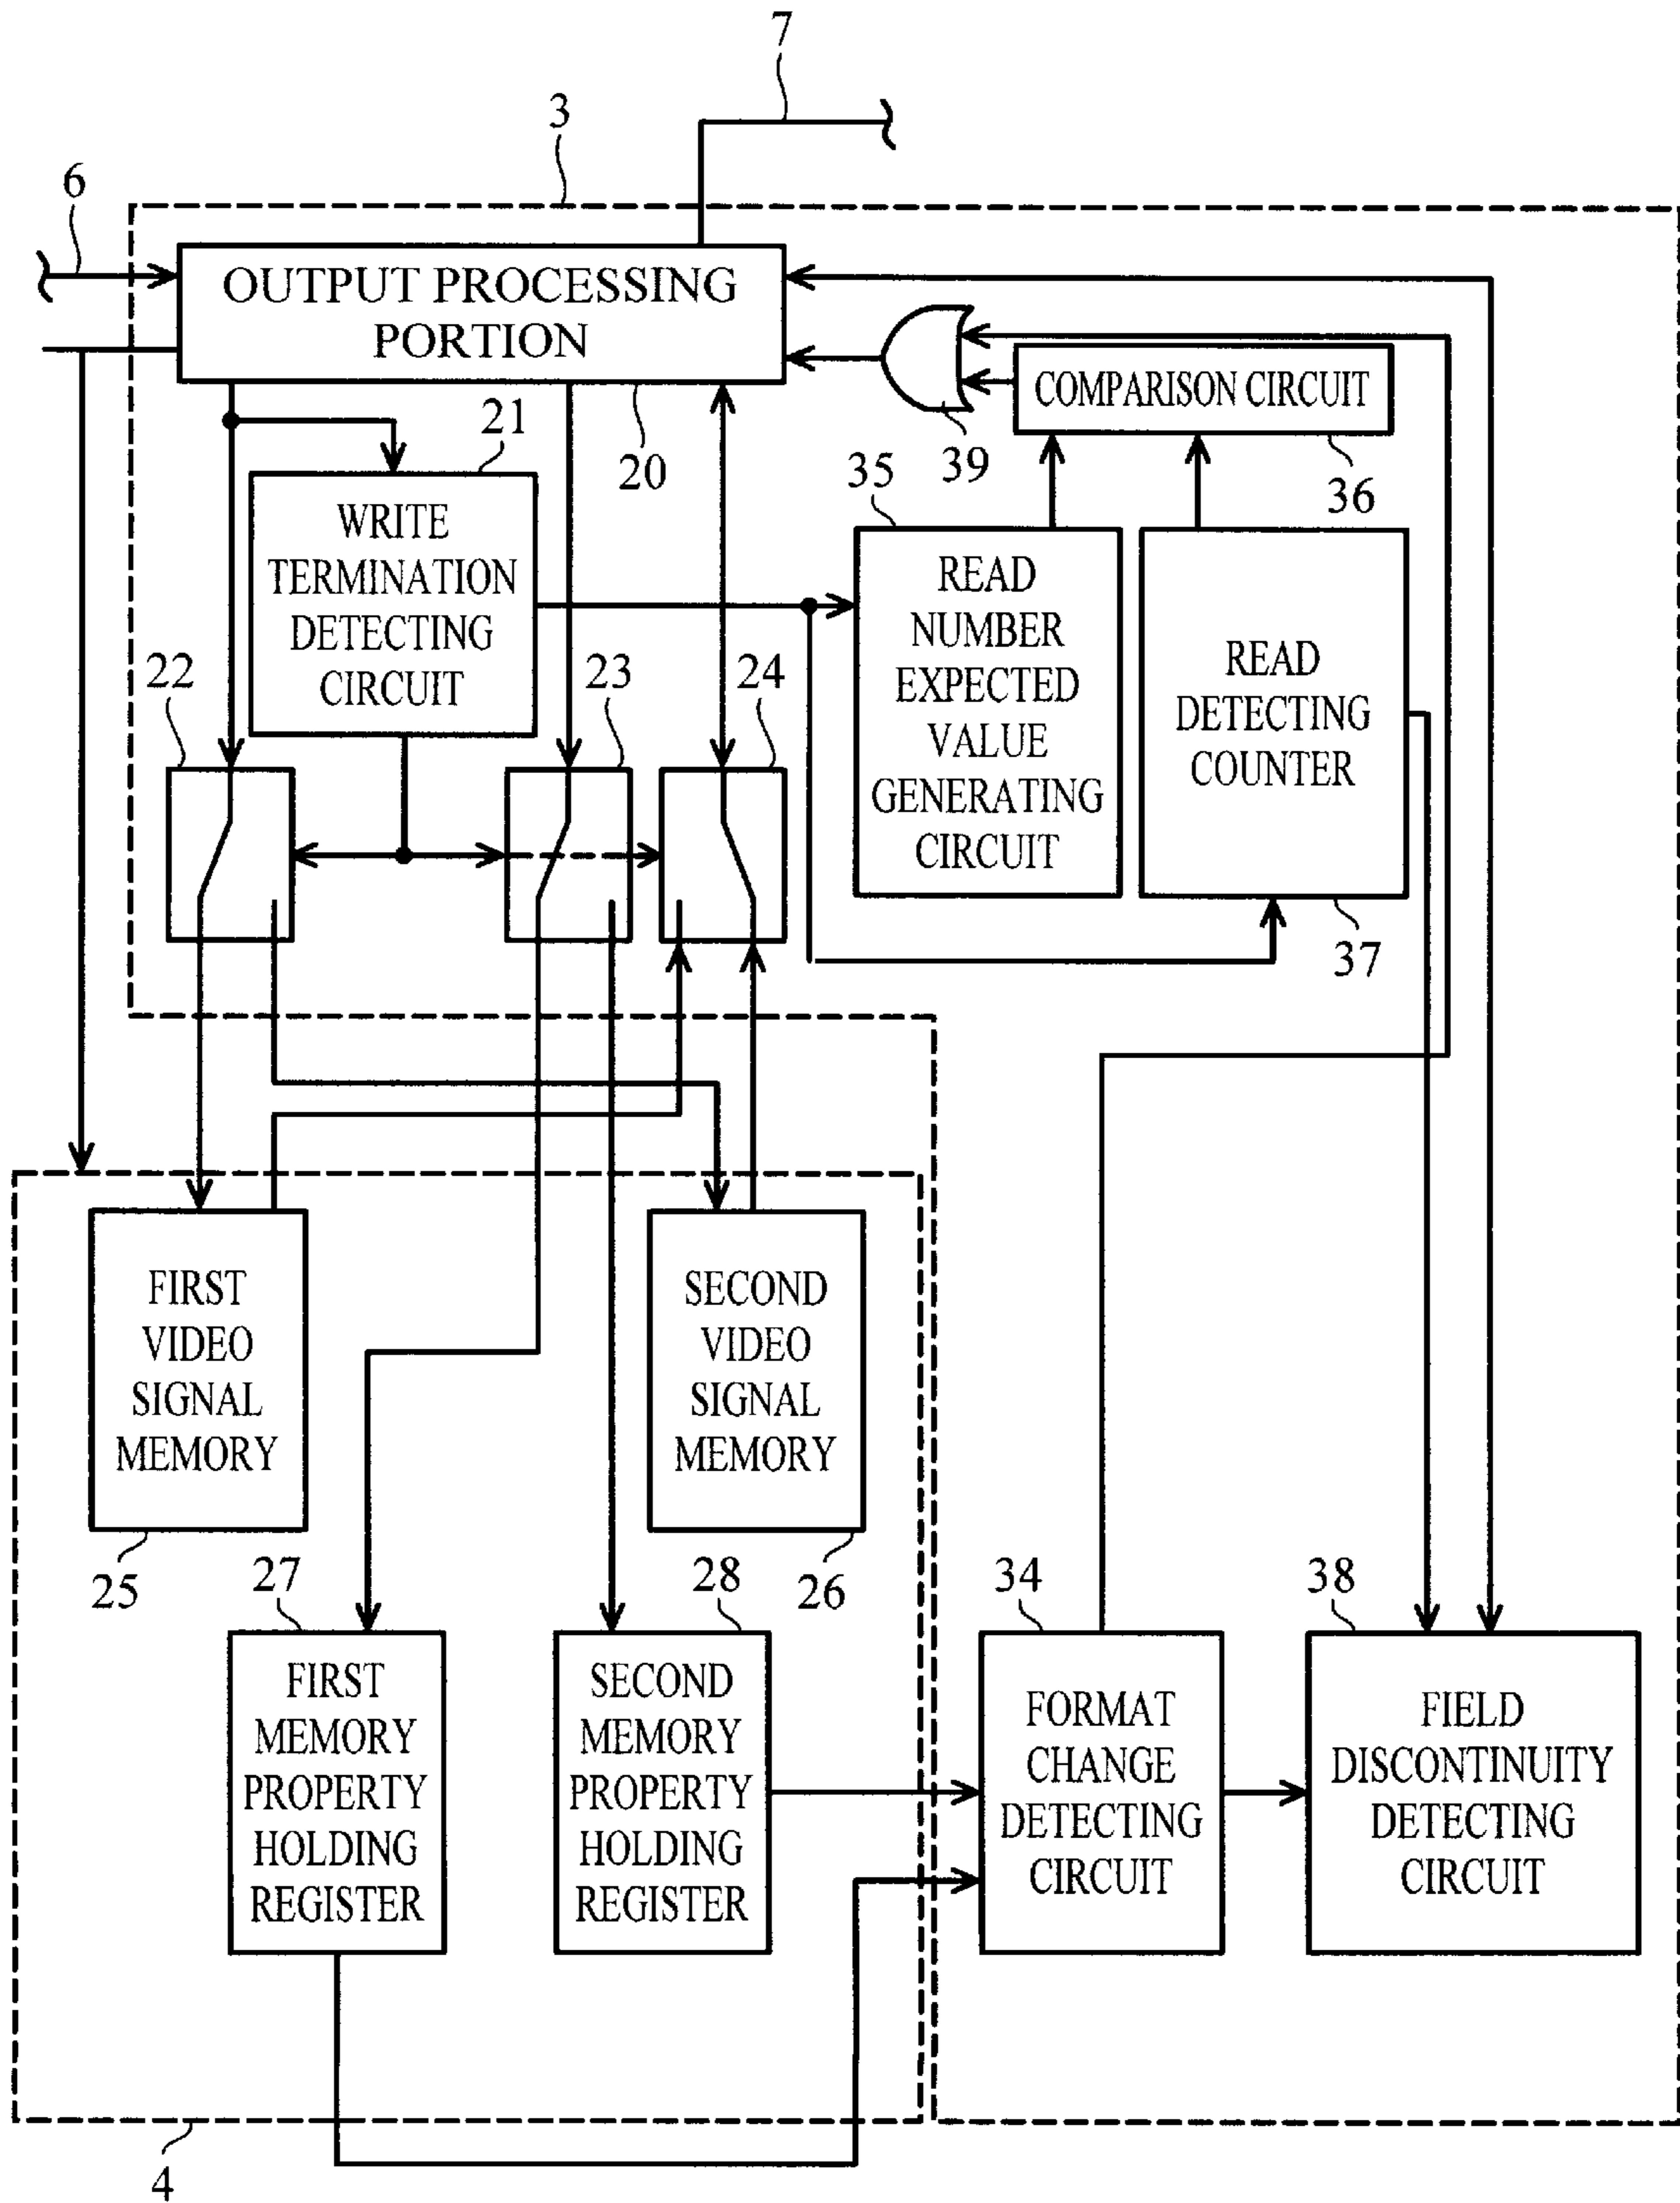 7
3
6
OUTPUT PROCESSING
PORTION
COMPARISON CIRCUIT
21
20
39
35
36
WRITE
TERMINATION
DETECTING
CIRCUIT
READ
NUMBER
EXPECTED
VALUE
GENERATING
CIRCUIT
READ
DETECTING
COUNTER
22
23
24
37
FIRST
VIDEO
SIGNAL
MEMORY
SECOND
VIDEO
SIGNAL
MEMORY
25
27
28
26
34
38
FIRST
MEMORY
PROPERTY
HOLDING
REGISTER
SECOND
MEMORY
PROPERTY
HOLDING
REGISTER
FORMAT
CHANGE
DETECTING
CIRCUIT
FIELD
DISCONTINUITY
DETECTING
CIRCUIT
4